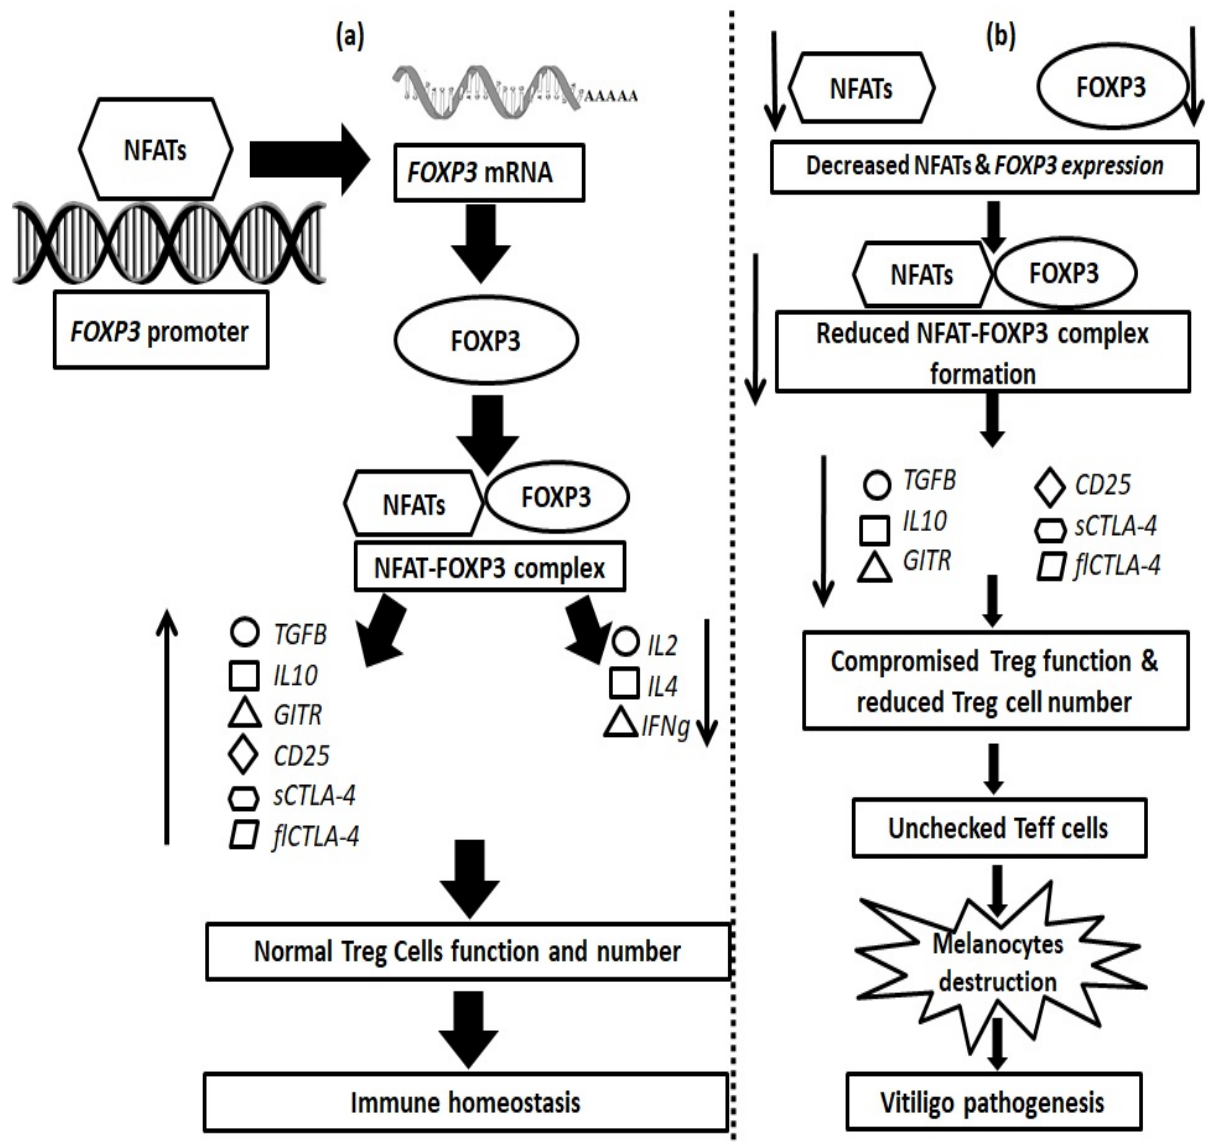 (a)
NFATs
AAAAA
FOXP3 mRNA
FOXP3 promoter
FOXP3
NFATs
FOXP3
NFAT-FOXP3 complex
TGFB
IL10
GITR
CD25
sCTLA-4
flCTLA-4
IL2
IL4
IFNg
Normal Treg Cells function and number
Immune homeostasis
(b)
NFATs
FOXP3
Decreased NFATs & FOXP3 expression
NFATs
FOXP3
Reduced NFAT-FOXP3 complex
formation
TGFB
IL10
GITR
CD25
sCTLA-4
flCTLA-4
Compromised Treg function &
reduced Treg cell number
Unchecked Teff cells
Melanocytes
destruction
Vitiligo pathogenesis